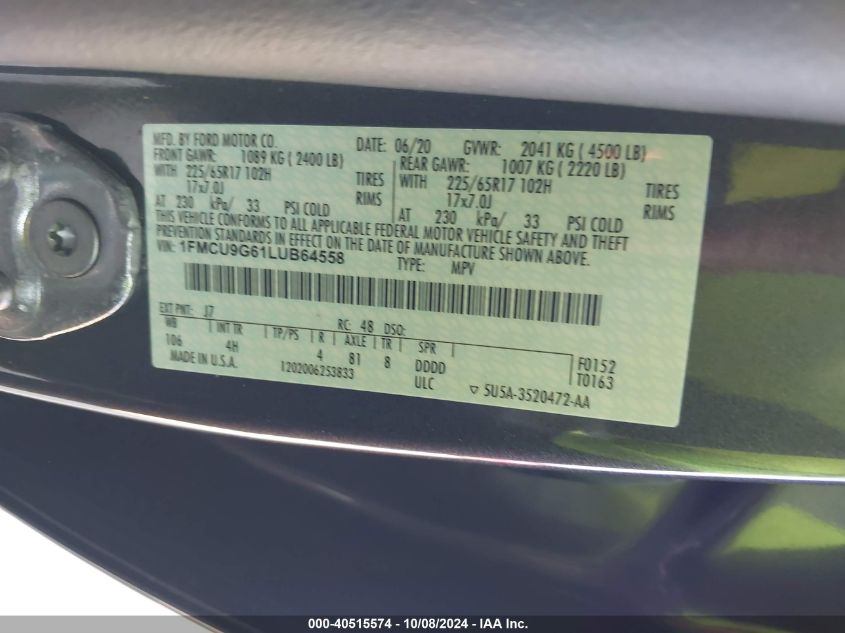 MFD. BY FORD MOTOR CO. DATE: 06/20 GVWR: 2041 KG ( 4500 LB)
FRONT GAWR: 1089 KG ( 2400 LB) REAR GAWR: 1007 KG ( 2220 LB)
WITH 225/65R17 102H TIRES WITH 225/65R17 102H TIRES
17x7.0J RIMS 17x7.0J RIMS
AT 230 kPa/ 33 PSI COLD AT 230 kPa/ 33 PSI COLD
THIS VEHICLE CONFORMS TO ALL APPLICABLE FEDERAL MOTOR VEHICLE SAFETY AND THEFT
PREVENTION STANDARDS IN EFFECT ON THE DATE OF MANUFACTURE SHOWN ABOVE.
VIN: 1FMCU9G61LUB64558 TYPE: MPV
EXT PNT: J7 RC: 48 DSO:
WB INT TR TP/PS R AXLE TR SPR
106 4H 4 81 8 DDDD F0152
MADE IN U.S.A. 1202006253833 ULC T0163
▽ 5U5A-3520472-AA
000-40515574 - 10/08/2024 - IAA Inc.